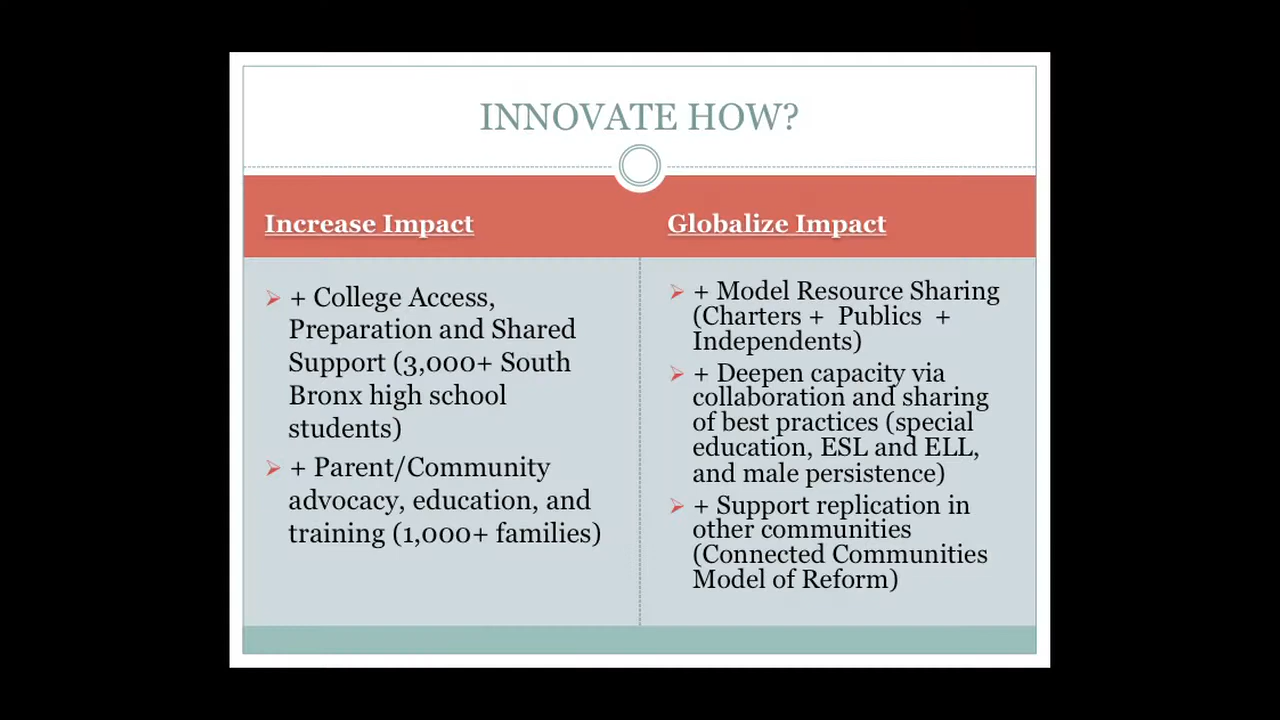 INNOVATE HOW?
Increase Impact
+ College Access,
Preparation and Shared
Support (3,000+ South
Bronx high school
students)
+ Parent/Community
advocacy, education, and
training (1,000+ families)
Globalize Impact
+ Model Resource Sharing
(Charters + Publics +
Independents)
+ Deepen capacity via
collaboration and sharing
of best practices (special
education, ESL and ELL,
and male persistence)
+ Support replication in
other communities
(Connected Communities
Model of Reform)